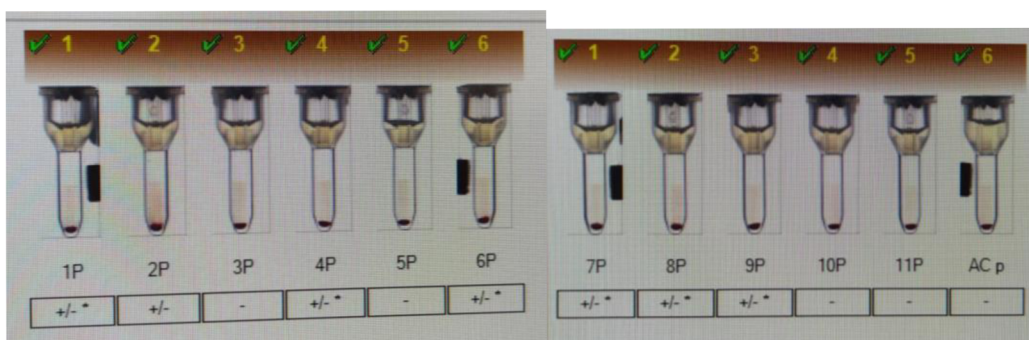 1 2 3 4 5 6
1P 2P 3P 4P 5P 6P
+/- * +/- - +/- * - +/- *
1 2 3 4 5 6
7P 8P 9P 10P 11P AC p
+/- * +/- * +/- * - - -